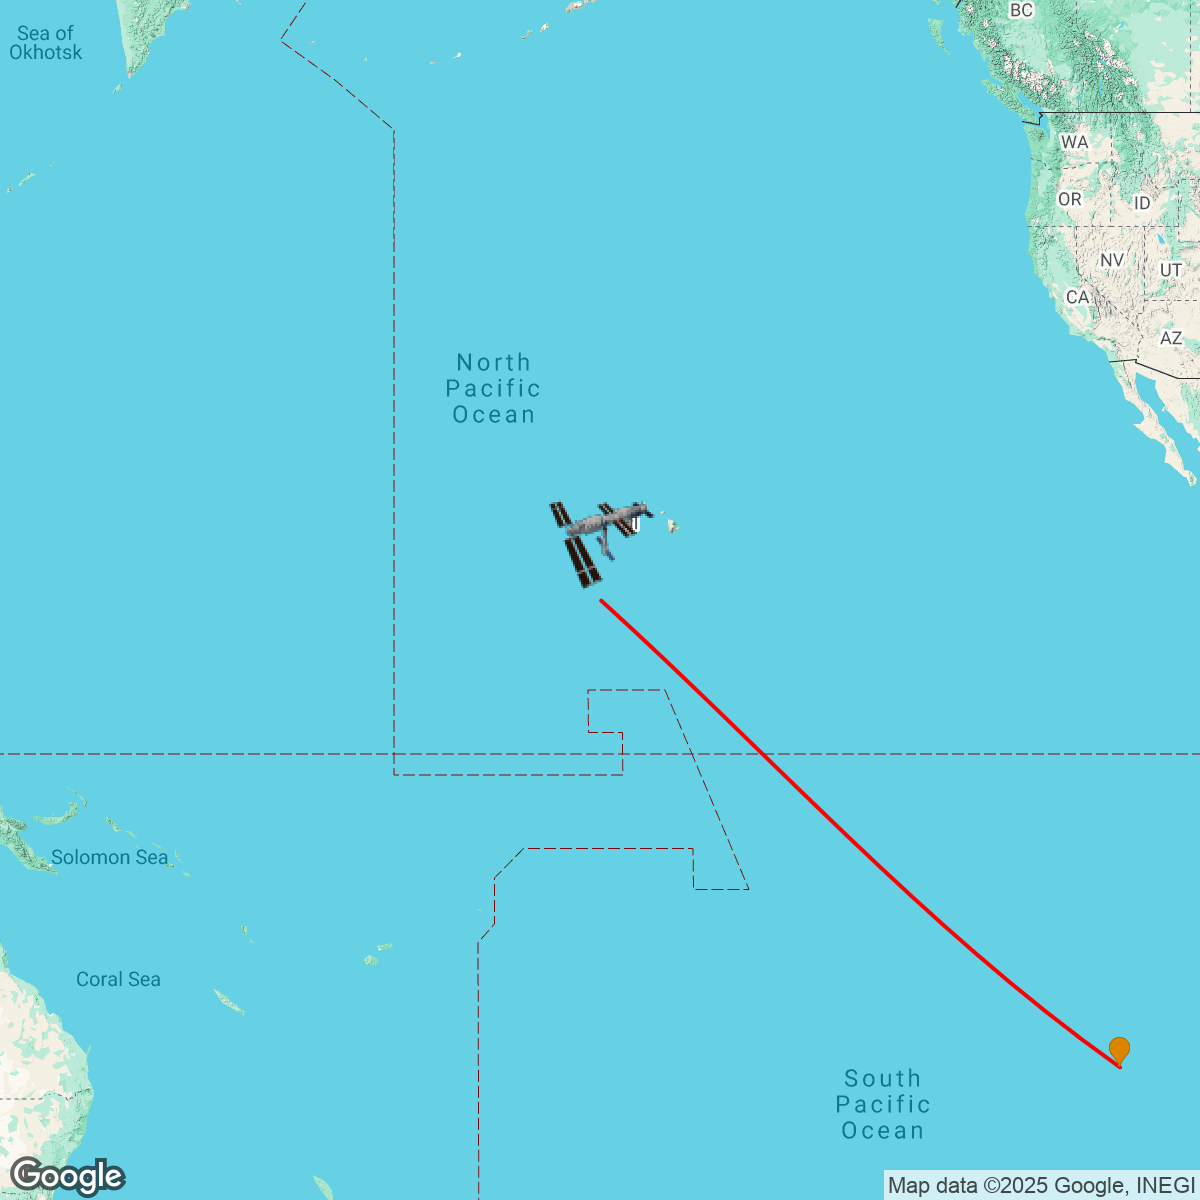 Sea of
Okhotsk
BC
WA
OR
ID
NV
UT
CA
AZ
North
Pacific
Ocean
Solomon Sea
Coral Sea
South
Pacific
Ocean
Google
Map data ©2025 Google, INEGI